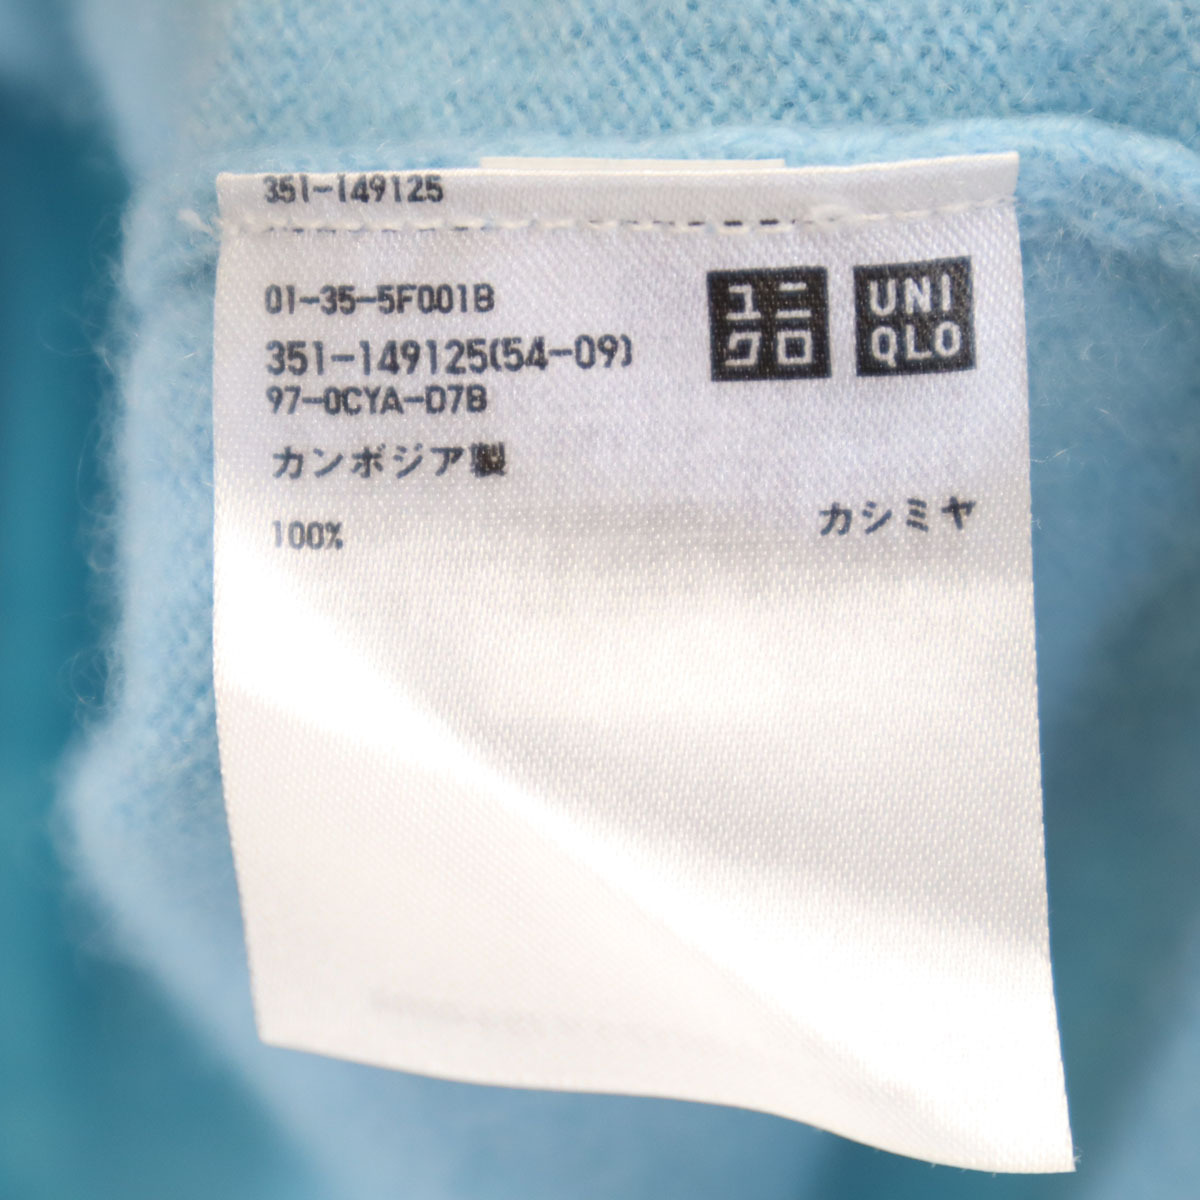 351-149125
01-35-5F001B
351-149125(54-09)
97-0CYA-D7B
ユニ
クロ
UNI
QLO
カンボジア製
100% カシミヤ